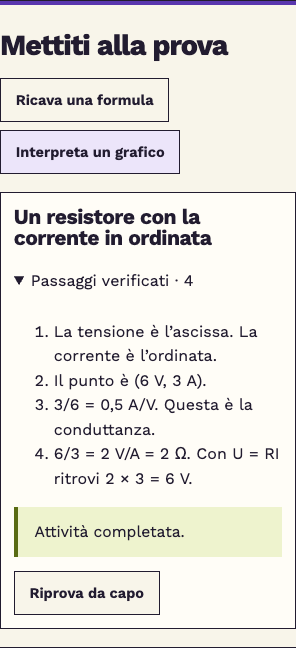 Mettiti alla prova
Ricava una formula
Interpreta un grafico
Un resistore con la
corrente in ordinata
▼ Passaggi verificati · 4
1. La tensione è l’ascissa. La
corrente è l’ordinata.
2. Il punto è (6 V, 3 A).
3. 3/6 = 0,5 A/V. Questa è la
conduttanza.
4. 6/3 = 2 V/A = 2 Ω. Con U = RI
ritrovi 2 × 3 = 6 V.
Attività completata.
Riprova da capo